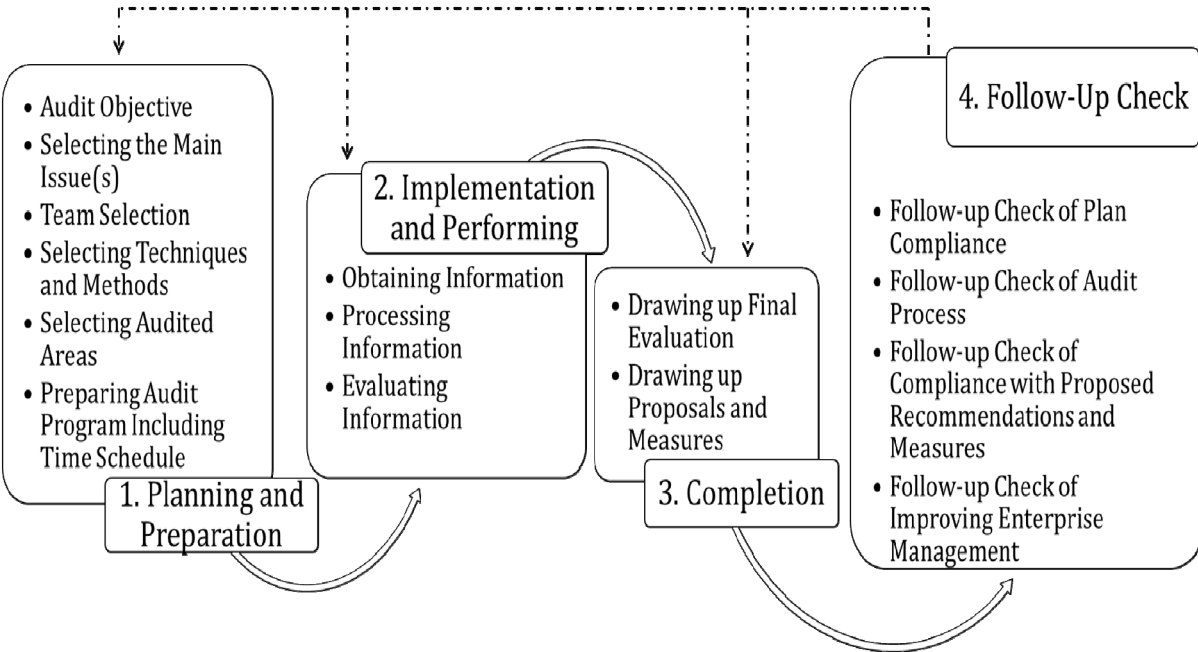 • Audit Objective
• Selecting the Main
Issue(s)
• Team Selection
• Selecting Techniques
and Methods
• Selecting Audited
Areas
• Preparing Audit
Program Including
Time Schedule
1. Planning and
Preparation
2. Implementation
and Performing
• Obtaining Information
• Processing
Information
• Evaluating
Information
• Drawing up Final
Evaluation
• Drawing up
Proposals and
Measures
3. Completion
4. Follow-Up Check
• Follow-up Check of Plan
Compliance
• Follow-up Check of Audit
Process
• Follow-up Check of
Compliance with Proposed
Recommendations and
Measures
• Follow-up Check of
Improving Enterprise
Management